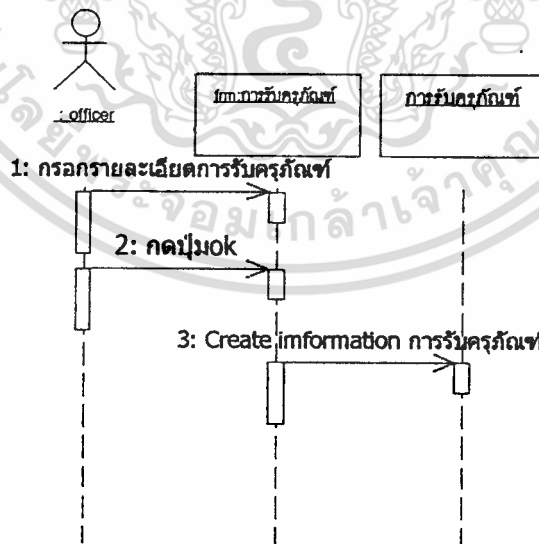 : officer
frm:การรับครุภัณฑ์
การรับครุภัณฑ์
1: กรอกรายละเอียดการรับครุภัณฑ์
2: กดปุ่มok
3: Create imformation การรับครุภัณฑ์